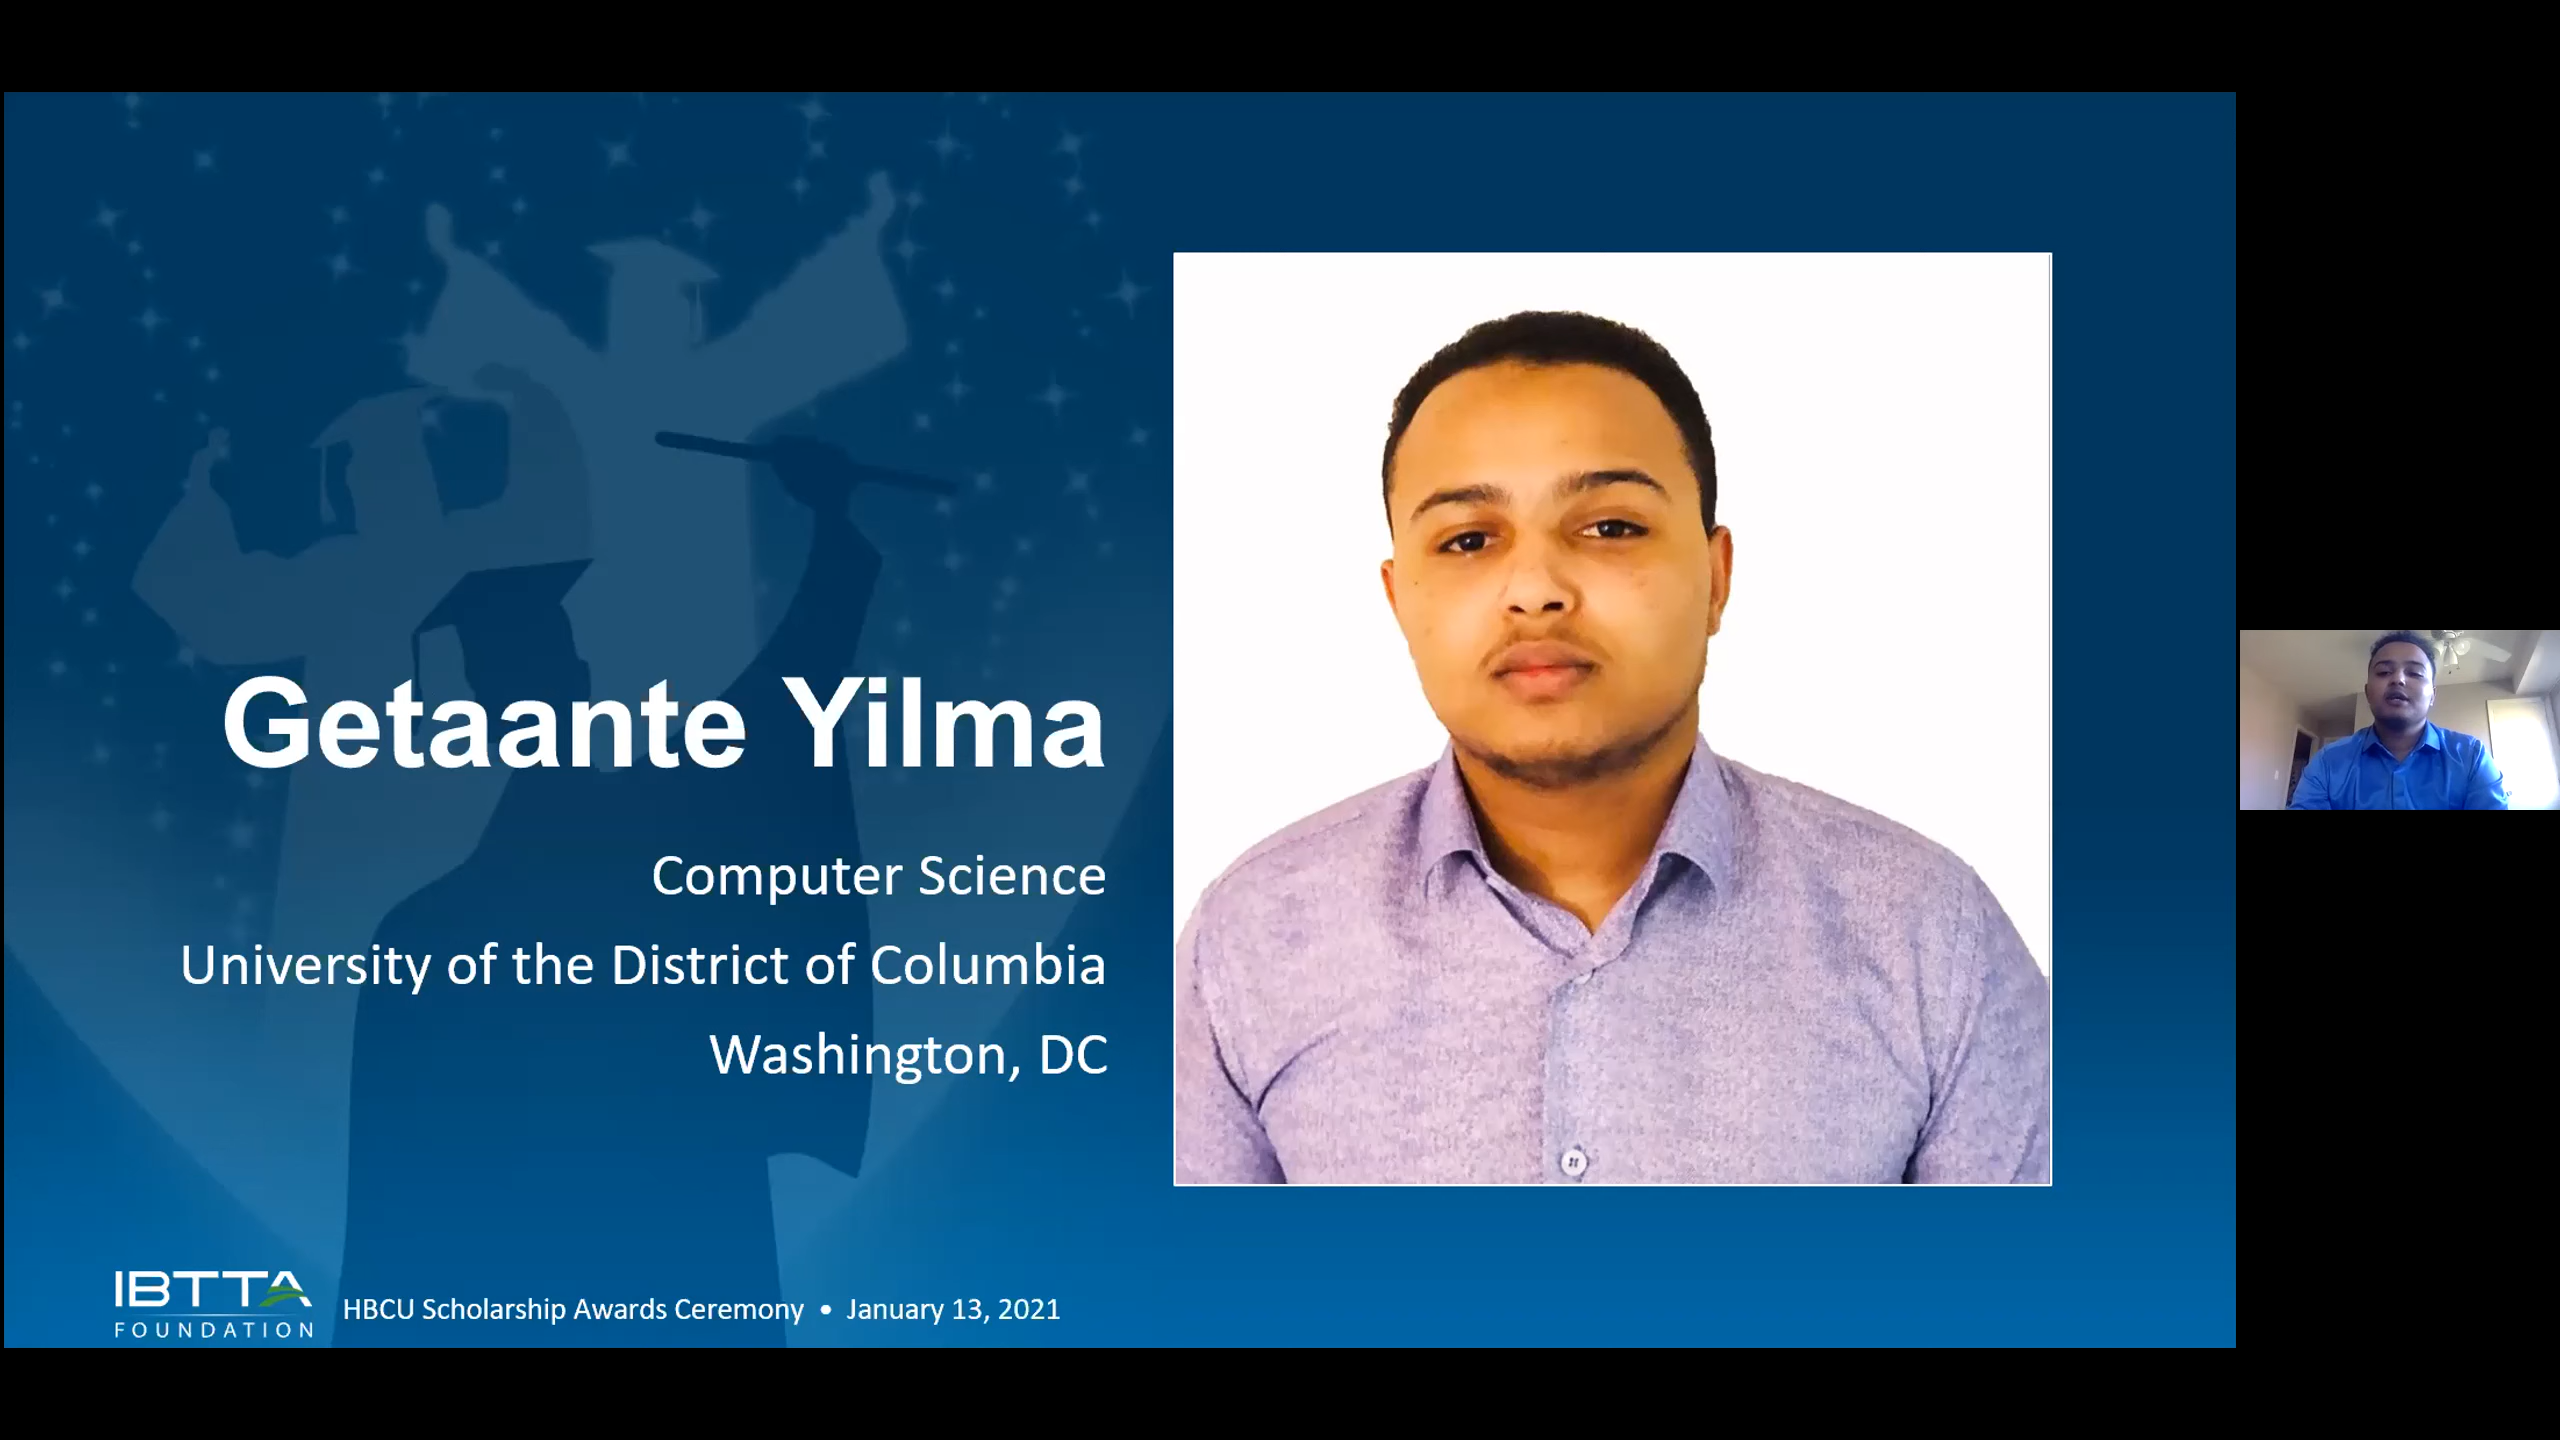 Getaante Yilma
Computer Science
University of the District of Columbia
Washington, DC
IBTTA
FOUNDATION
HBCU Scholarship Awards Ceremony • January 13, 2021